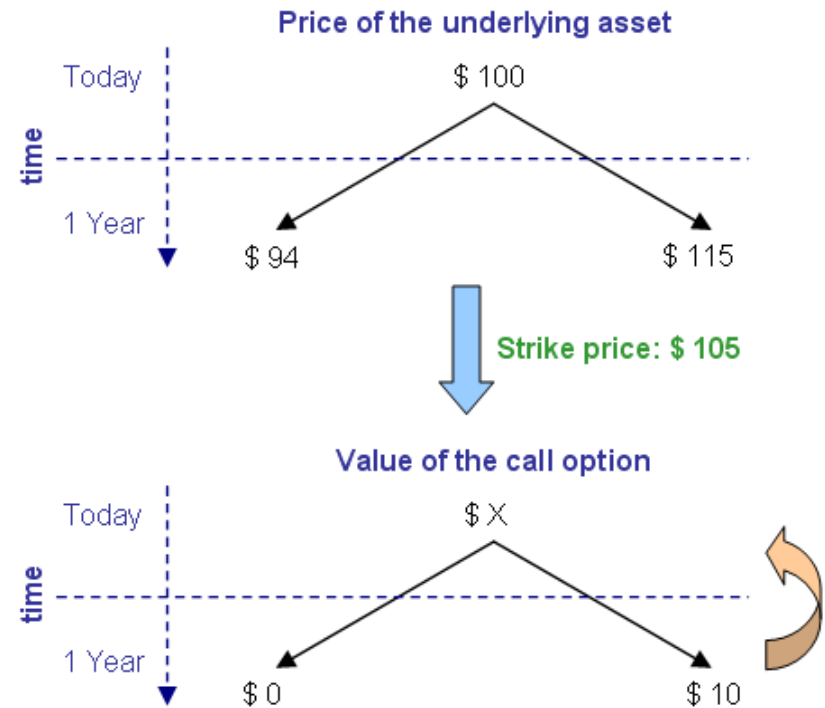 Price of the underlying asset
Today
$ 100
time
1 Year
$ 94
$ 115
Strike price: $ 105
Value of the call option
Today
$ X
time
1 Year
$ 0
$ 10